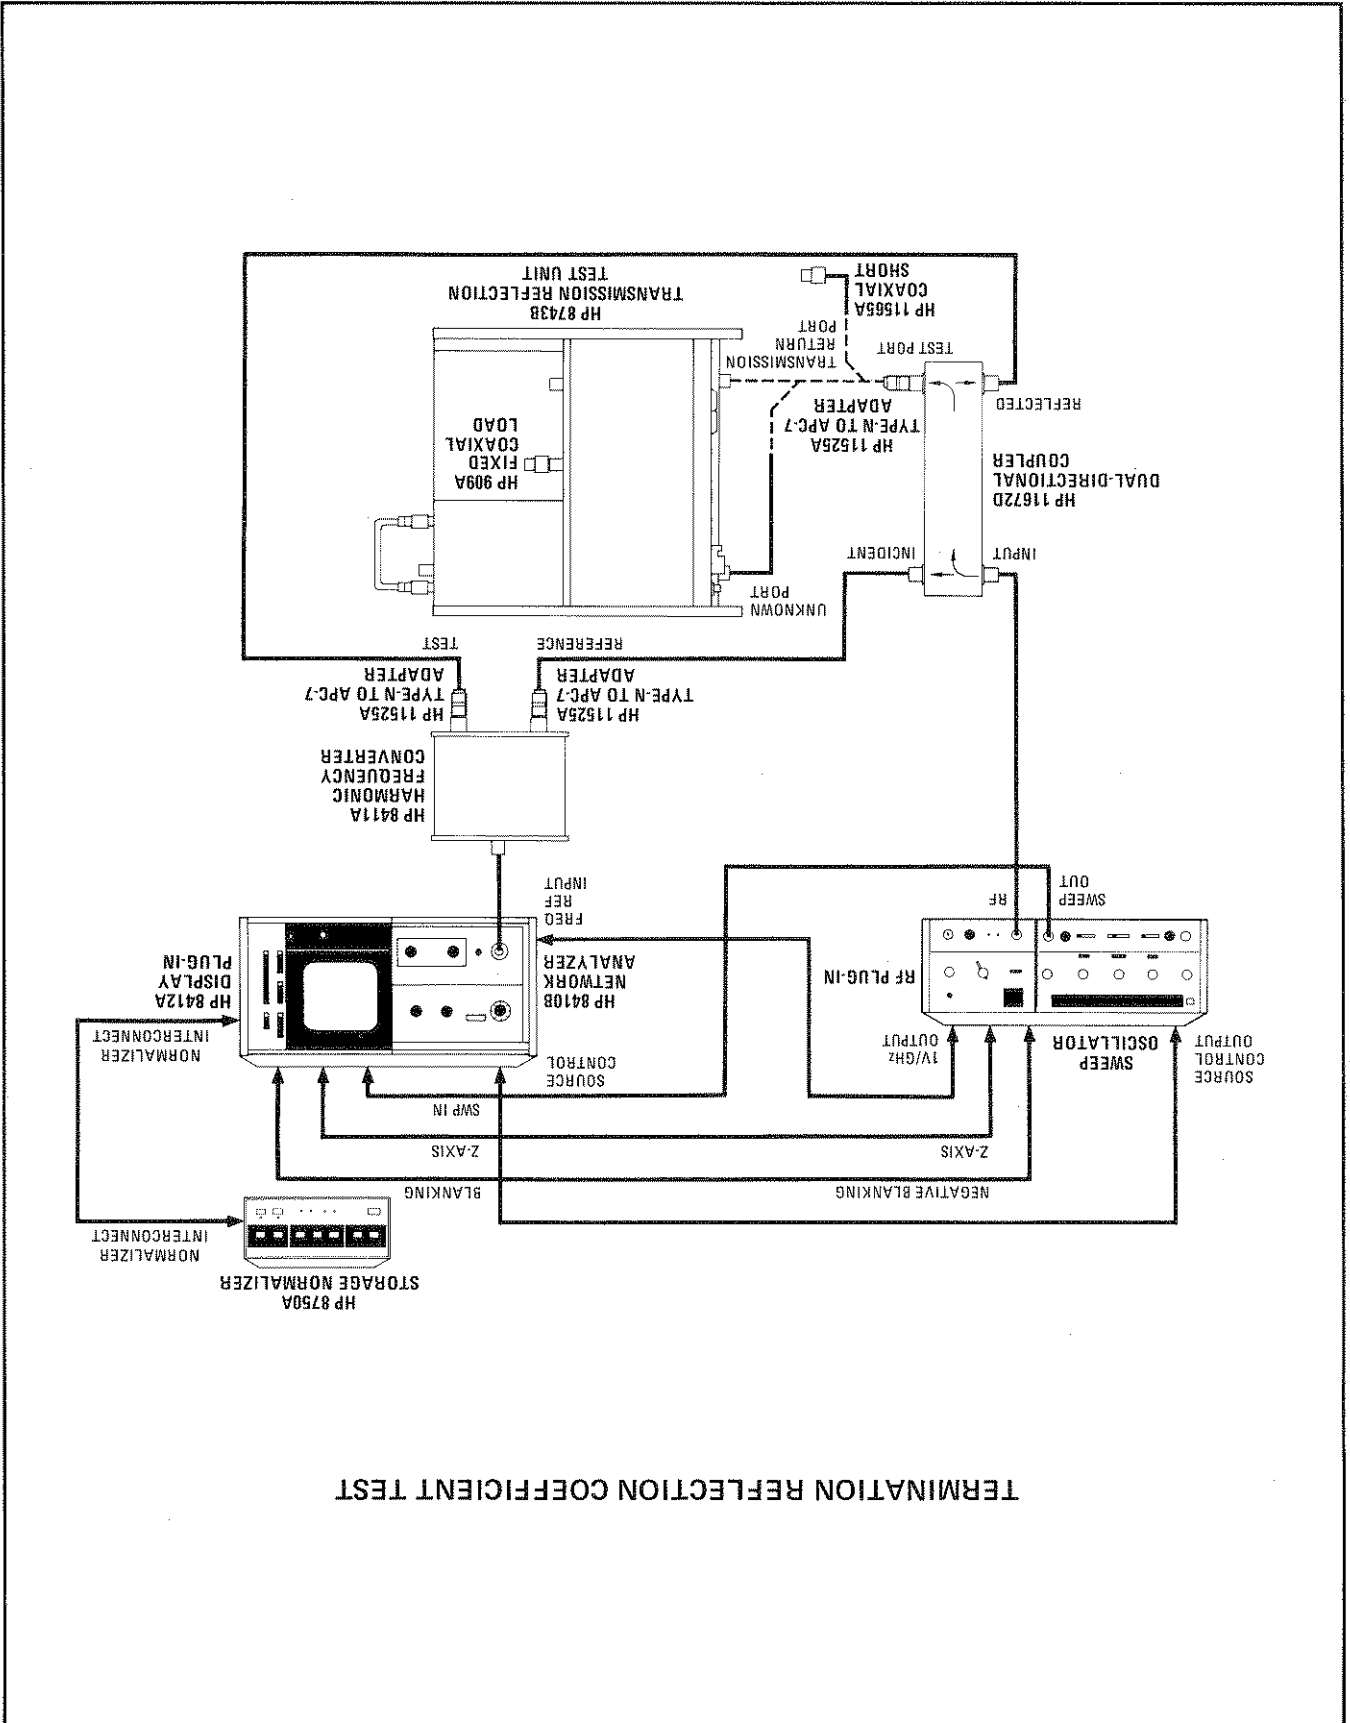 TERMINATION REFLECTION COEFFICIENT TEST
HP 8750A
STORAGE NORMALIZER
NORMALIZER
INTERCONNECT
NEGATIVE BLANKING
BLANKING
Z-AXIS
Z-AXIS
SWP IN
SOURCE
CONTROL
OUTPUT
SWEEP
OSCILLATOR
1V/GHz
OUTPUT
RF PLUG-IN
SOURCE
CONTROL
HP 8410B
NETWORK
ANALYZER
NORMALIZER
INTERCONNECT
HP 8412A
DISPLAY
PLUG-IN
SWEEP
OUT
RF
FREQ
REF
INPUT
HP 8411A
HARMONIC
FREQUENCY
CONVERTER
HP 11525A
TYPE-N TO APC-7
ADAPTER
HP 11525A
TYPE-N TO APC-7
ADAPTER
REFERENCE
TEST
INPUT
INCIDENT
UNKNOWN
PORT
HP 11672D
DUAL-DIRECTIONAL
COUPLER
HP 909A
FIXED
COAXIAL
LOAD
HP 11525A
TYPE-N TO APC-7
ADAPTER
REFLECTED
TEST PORT
TRANSMISSION
RETURN
PORT
HP 11565A
COAXIAL
SHORT
HP 8743B
TRANSMISSION REFLECTION
TEST UNIT